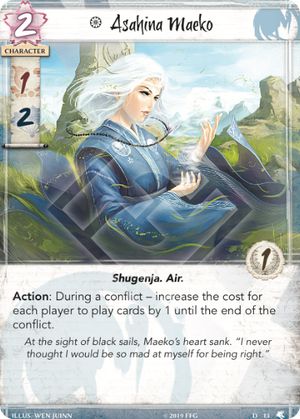 2
Asahina Maeko
CHARACTER
1
2
Shugenja. Air.
1
Action: During a conflict – increase the cost for
each player to play cards by 1 until the end of the
conflict.
At the sight of black sails, Maeko's heart sank. "I never
thought I would be so mad at myself for being right."
ILLUS: WEN JUINN
©2019 FFG
D 13